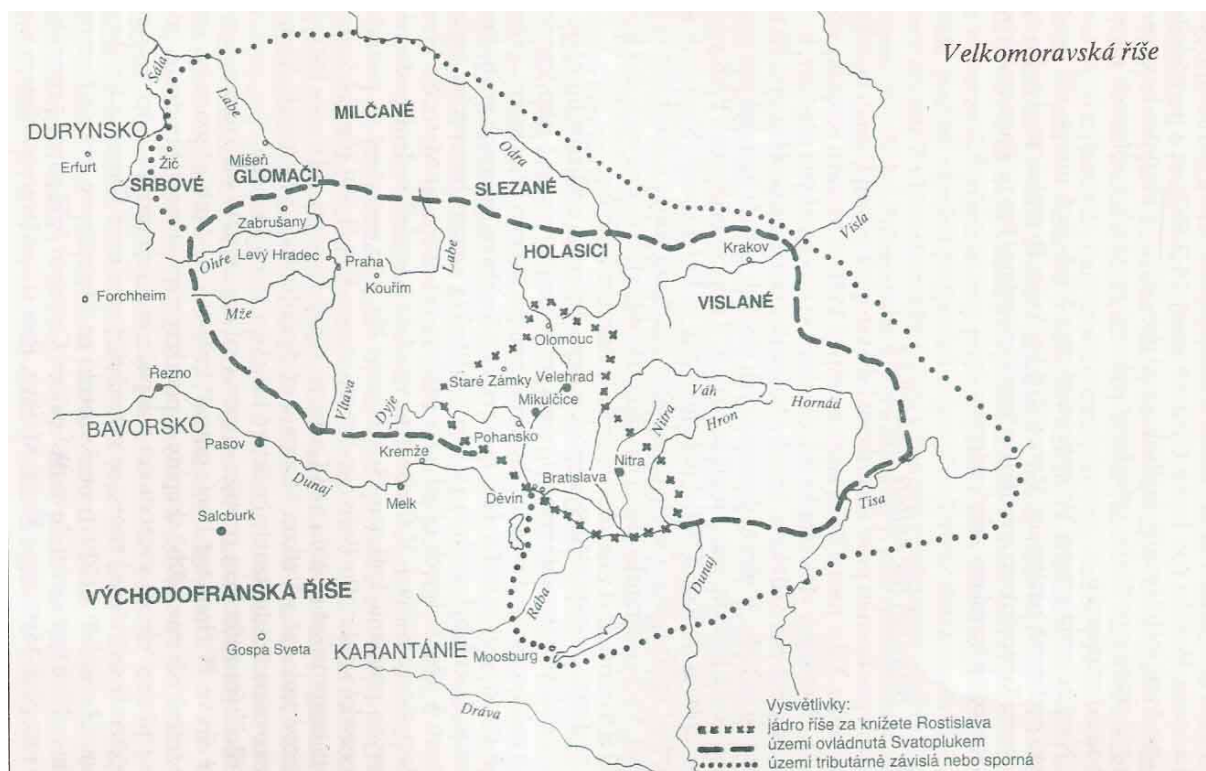 Velkomoravská říše
Sála
Labe
MILČANÉ
DURYNSKO
Erfurt
Žič
Míšeň
Odra
SRBOVÉ
GLOMAČI
SLEZANÉ
Zabrušany
Visla
Ohře
Levý Hradec
Praha
Labe
HOLASICI
Krakov
Kouřim
Forchheim
Mže
VISLANÉ
Olomouc
Řezno
Staré Zámky
Velehrad
Váh
Vltava
Dyje
Mikulčice
Nitra
Hron
Hornád
BAVORSKO
Pasov
Pohansko
Kremže
Nitra
Dunaj
Melk
Děvín
Bratislava
Tisa
Salcburk
Dunaj
VÝCHODOFRANSKÁ ŘÍŠE
Rába
Gospa Sveta
KARANTÁNIE
Moosburg
Dráva
Vysvětlivky:
jádro říše za knížete Rostislava
území ovládnutá Svatoplukem
území tributárně závislá nebo sporná